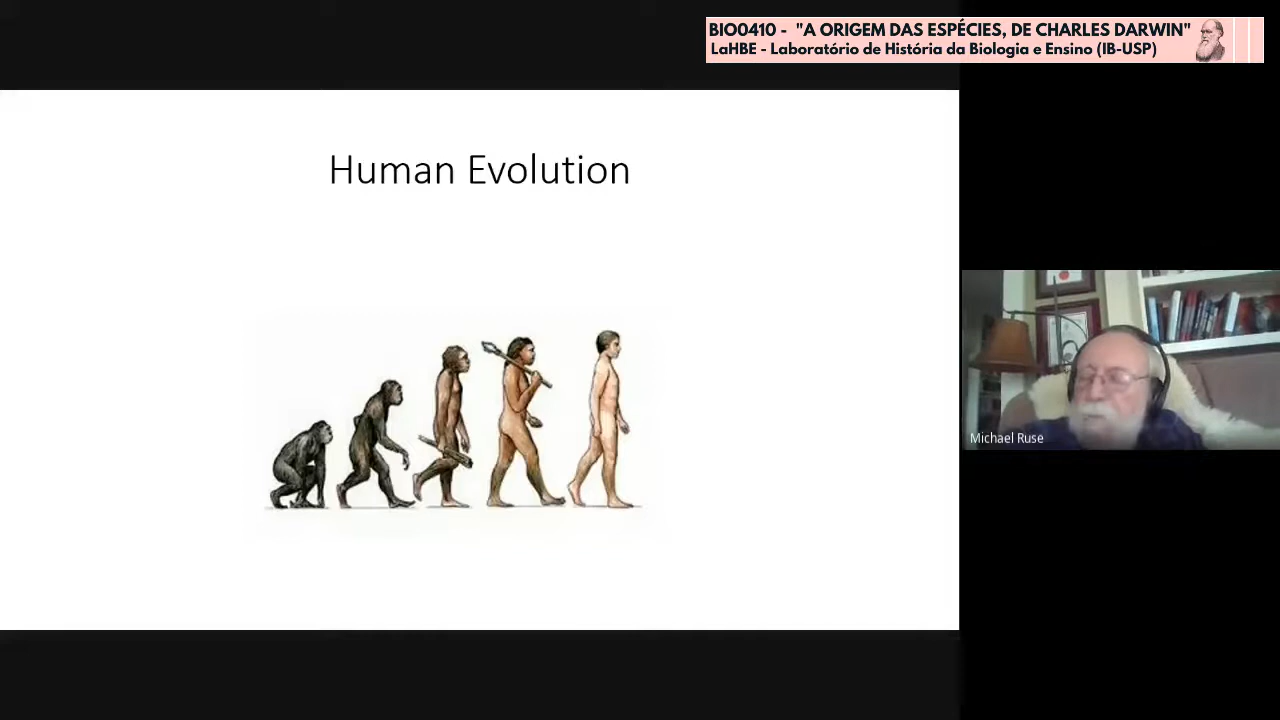 BIO0410 - "A ORIGEM DAS ESPÉCIES, DE CHARLES DARWIN"
LaHBE - Laboratório de História da Biologia e Ensino (IB-USP)
Human Evolution
Michael Ruse